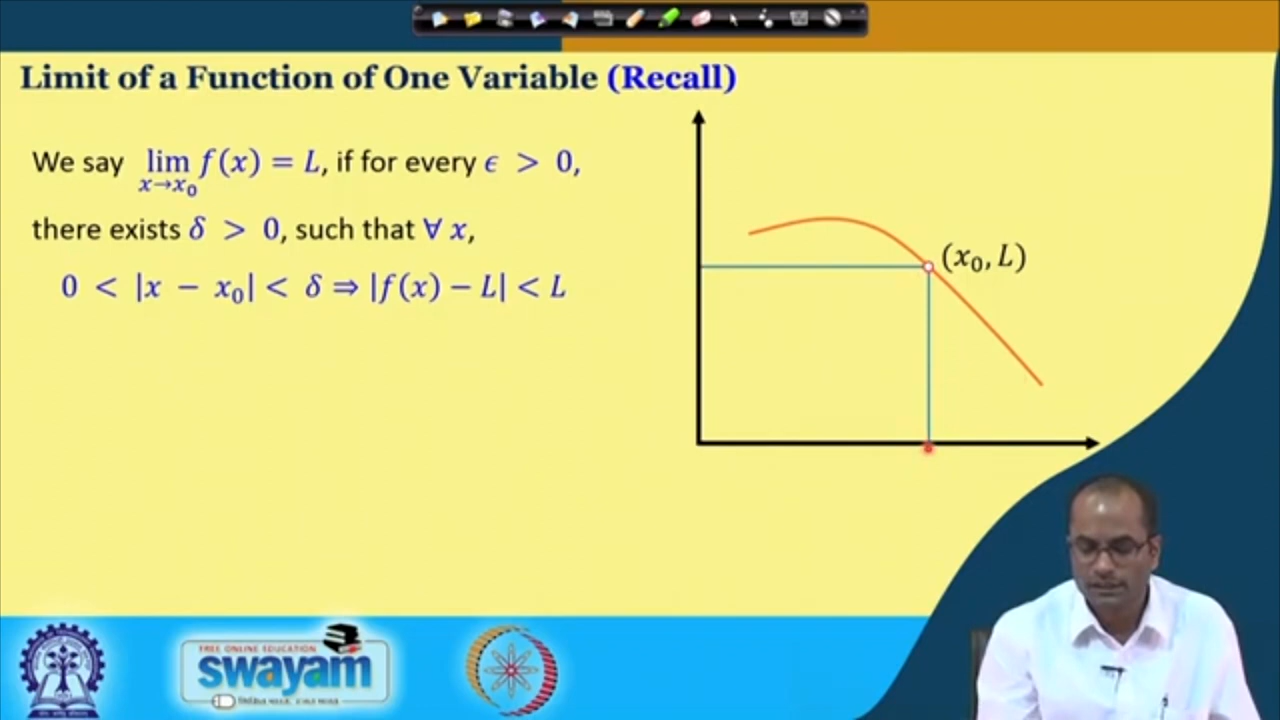 Limit of a Function of One Variable (Recall)
We say lim f(x) = L, if for every ϵ > 0,
x→x₀
there exists δ > 0, such that ∀ x,
0 < |x − x₀| < δ ⇒ |f(x) − L| < L
(x₀, L)
FREE ONLINE EDUCATION
swayam